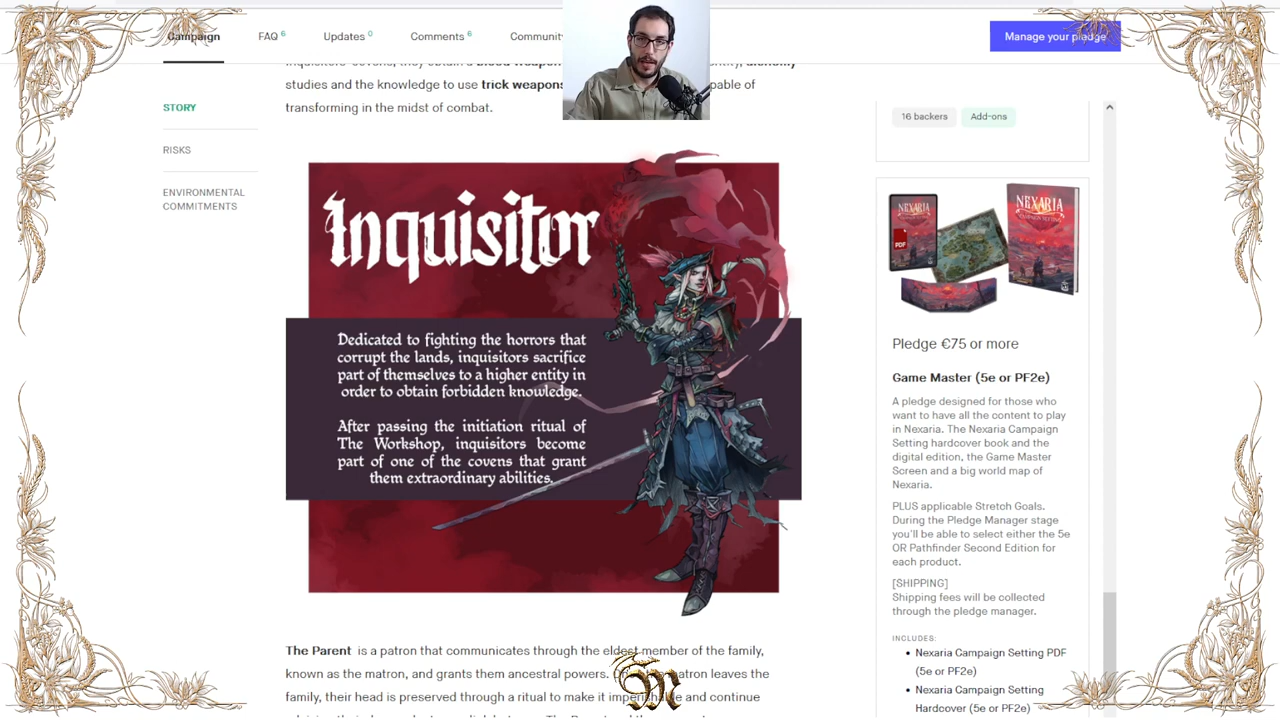 Campaign
FAQ 6
Updates 0
Comments 6
Community
Manage your pledge
STORY
RISKS
ENVIRONMENTAL
COMMITMENTS
studies and the knowledge to use trick weapons
pable of
transforming in the midst of combat.
Inquisitor
Dedicated to fighting the horrors that
corrupt the lands, inquisitors sacrifice
part of themselves to a higher entity in
order to obtain forbidden knowledge.
After passing the initiation ritual of
The Workshop, inquisitors become
part of one of the covens that grant
them extraordinary abilities.
The Parent is a patron that communicates through the eldest member of the family,
known as the matron, and grants them ancestral powers. matron leaves the
family, their head is preserved through a ritual to make it imperishable and continue
16 backers
Add-ons
NEXARIA
CAMPAIGN SETTING
PDF
NEXARIA
CAMPAIGN SETTING
Pledge €75 or more
Game Master (5e or PF2e)
A pledge designed for those who
want to have all the content to play
in Nexaria. The Nexaria Campaign
Setting hardcover book and the
digital edition, the Game Master
Screen and a big world map of
Nexaria.
PLUS applicable Stretch Goals.
During the Pledge Manager stage
you'll be able to select either the 5e
OR Pathfinder Second Edition for
each product.
[SHIPPING]
Shipping fees will be collected
through the pledge manager.
INCLUDES:
• Nexaria Campaign Setting PDF
(5e or PF2e)
• Nexaria Campaign Setting
Hardcover (5e or PF2e)